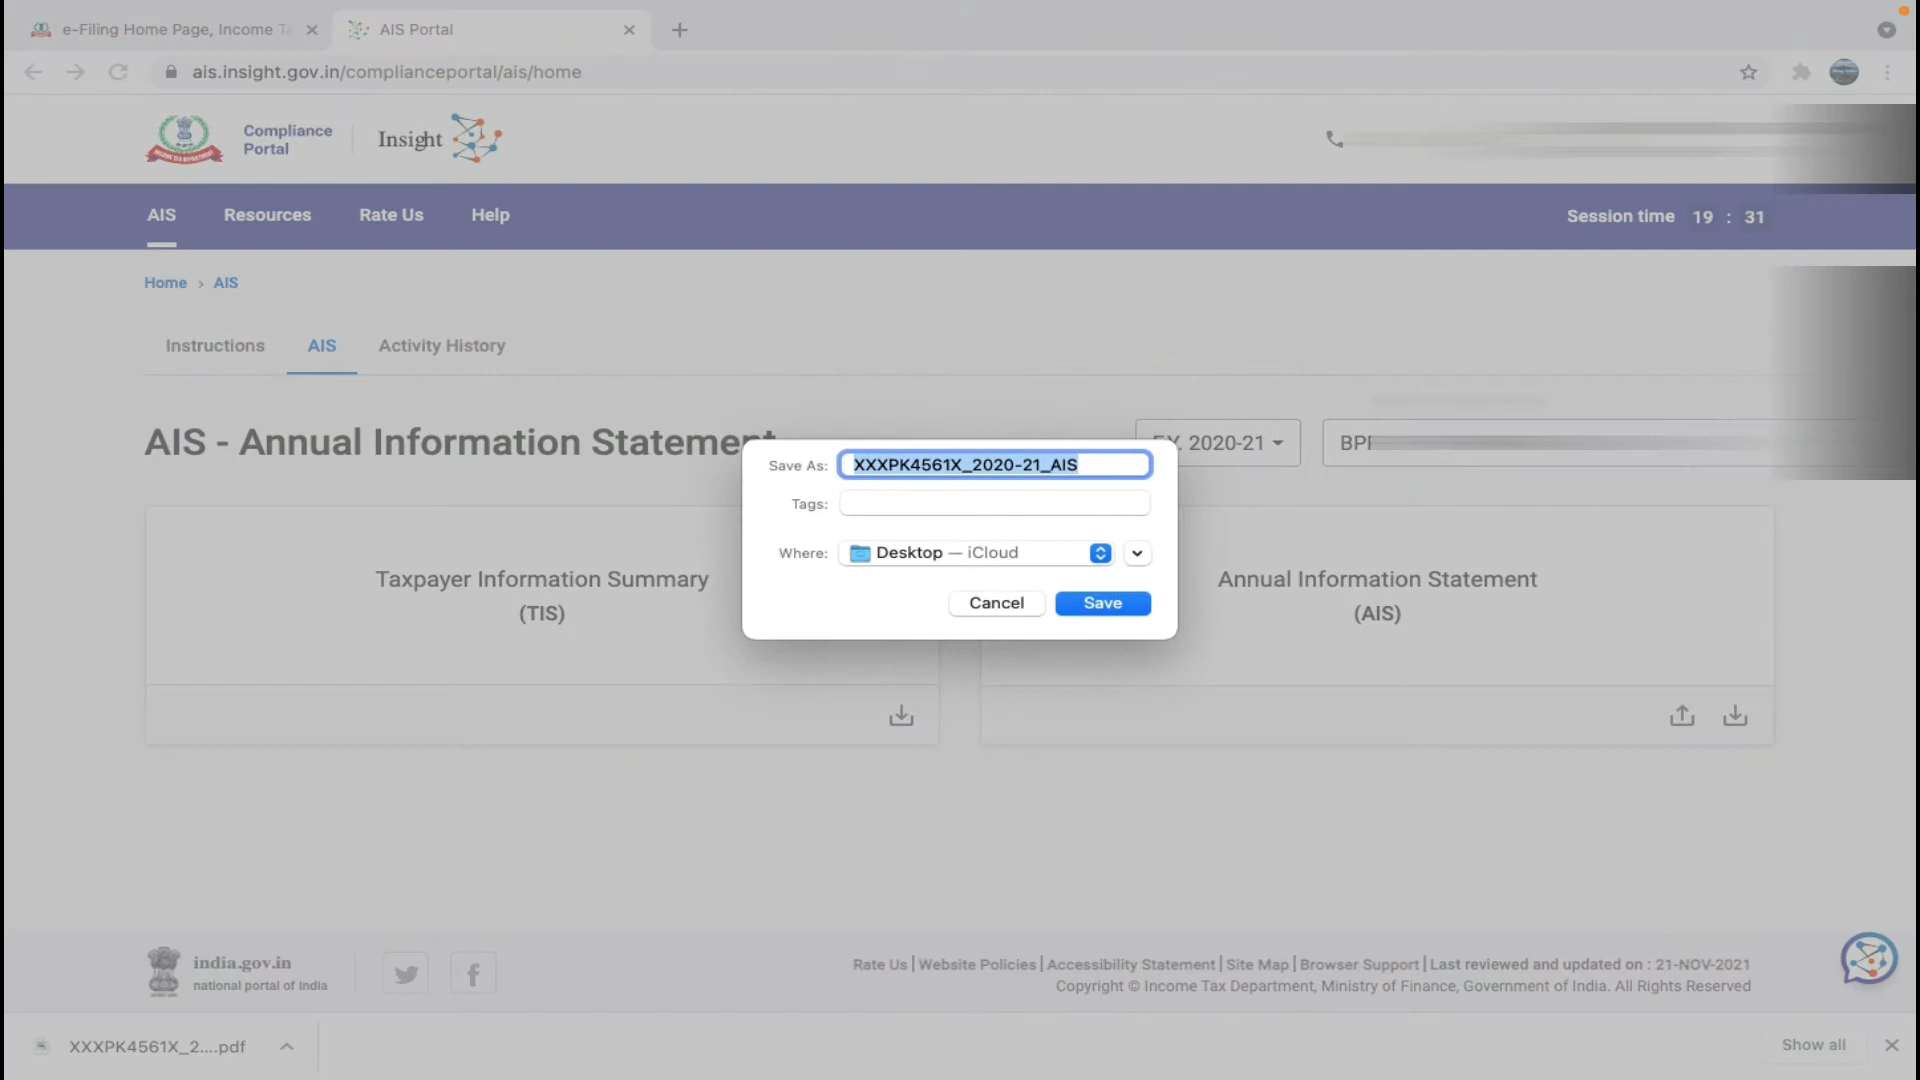 e-Filing Home Page, Income T
AIS Portal
ais.insight.gov.in/complianceportal/ais/home
Compliance
Portal
Insight
AIS
Resources
Rate Us
Help
Session time 19 : 31
Home › AIS
Instructions
AIS
Activity History
AIS - Annual Information Statement
F.Y. 2020-21
BPI
Save As: XXXPK4561X_2020-21_AIS
Tags:
Where: Desktop — iCloud
Cancel
Save
Taxpayer Information Summary
(TIS)
Annual Information Statement
(AIS)
india.gov.in
national portal of India
Rate Us | Website Policies | Accessibility Statement | Site Map | Browser Support | Last reviewed and updated on : 21-NOV-2021
Copyright © Income Tax Department, Ministry of Finance, Government of India. All Rights Reserved
XXXPK4561X_2....pdf
Show all